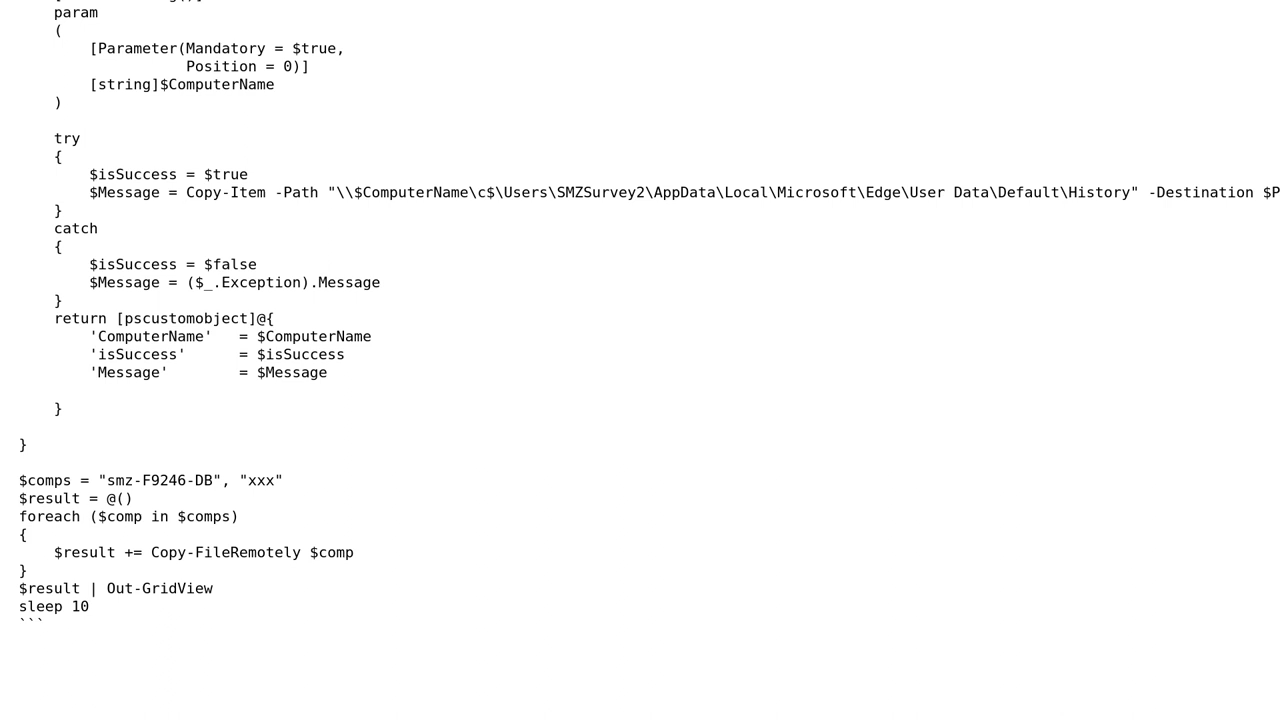 param
    (
        [Parameter(Mandatory = $true,
                   Position = 0)]
        [string]$ComputerName
    )

    try
    {
        $isSuccess = $true
        $Message = Copy-Item -Path "\\$ComputerName\c$\Users\SMZSurvey2\AppData\Local\Microsoft\Edge\User Data\Default\History" -Destination $P
    }
    catch
    {
        $isSuccess = $false
        $Message = ($_.Exception).Message
    }
    return [pscustomobject]@{
        'ComputerName'   = $ComputerName
        'isSuccess'      = $isSuccess
        'Message'        = $Message

    }

}

$comps = "smz-F9246-DB", "xxx"
$result = @()
foreach ($comp in $comps)
{
    $result += Copy-FileRemotely $comp
}
$result | Out-GridView
sleep 10
```